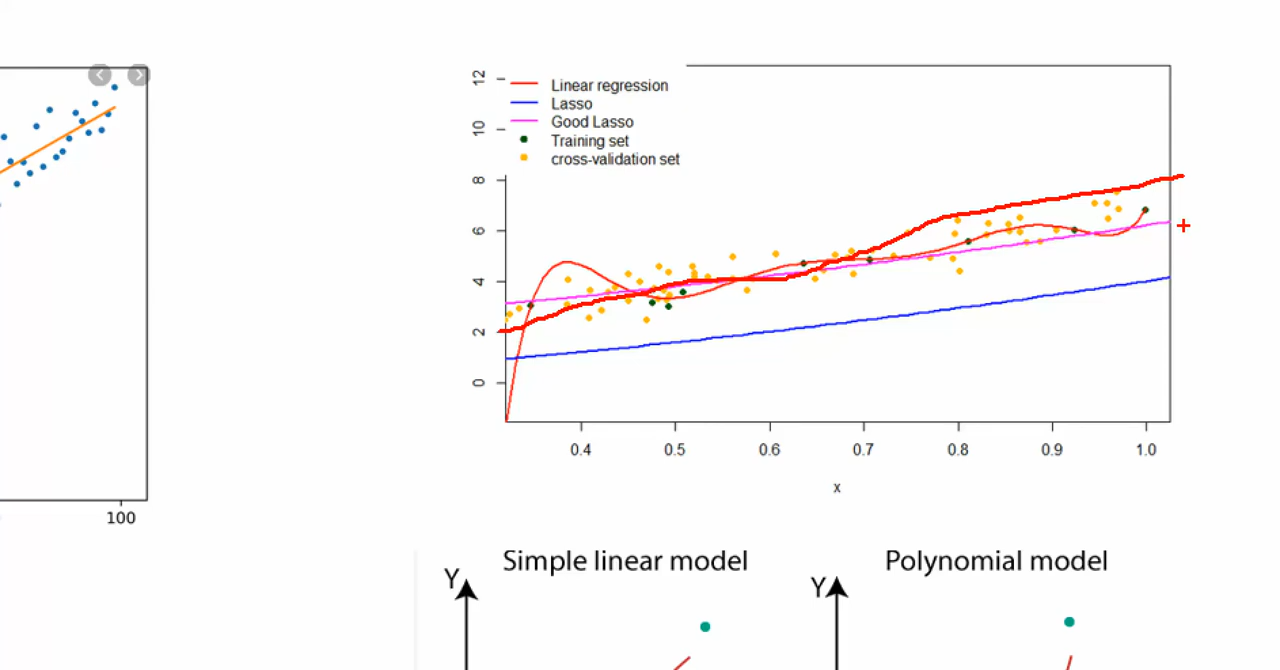 12
10
8
6
4
2
0
Linear regression
Lasso
Good Lasso
Training set
cross-validation set
0.4 0.5 0.6 0.7 0.8 0.9 1.0
x
100
Simple linear model
Polynomial model
Y
Y